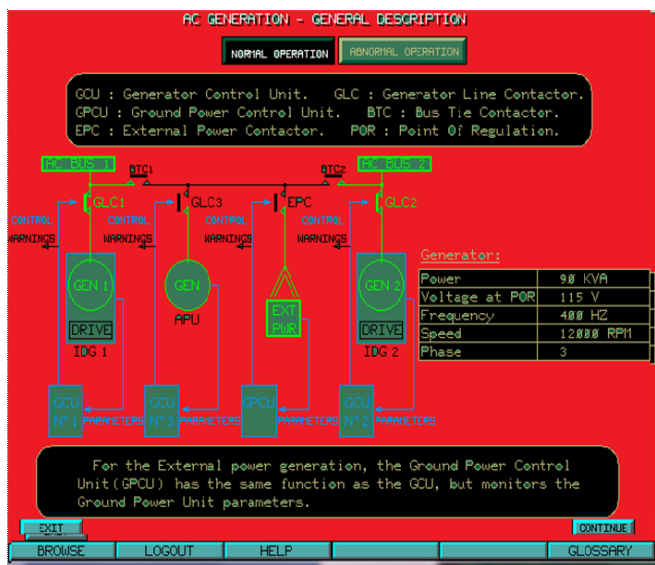 AC GENERATION - GENERAL DESCRIPTION
NORMAL OPERATION
ABNORMAL OPERATION
GCU : Generator Control Unit. GLC : Generator Line Contactor.
GPCU : Ground Power Control Unit. BTC : Bus Tie Contactor.
EPC : External Power Contactor. POR : Point Of Regulation.
AC BUS 1
BTC1
BTC2
AC BUS 2
GLC1
GLC3
EPC
GLC2
CONTROL
CONTROL
CONTROL
CONTROL
WARNINGS
WARNINGS
WARNINGS
WARNINGS
GEN 1
GEN
GEN 2
APU
EXT
PWR
DRIVE
DRIVE
IDG 1
IDG 2
Generator:
Power 90 KVA
Voltage at POR 115 V
Frequency 400 HZ
Speed 12000 RPM
Phase 3
GCU
N°1
PARAMETERS
GCU
N°3
PARAMETERS
GPCU
PARAMETERS
GCU
N°2
PARAMETERS
For the External power generation, the Ground Power Control
Unit(GPCU) has the same function as the GCU, but monitors the
Ground Power Unit parameters.
EXIT
CONTINUE
BROWSE LOGOUT HELP GLOSSARY